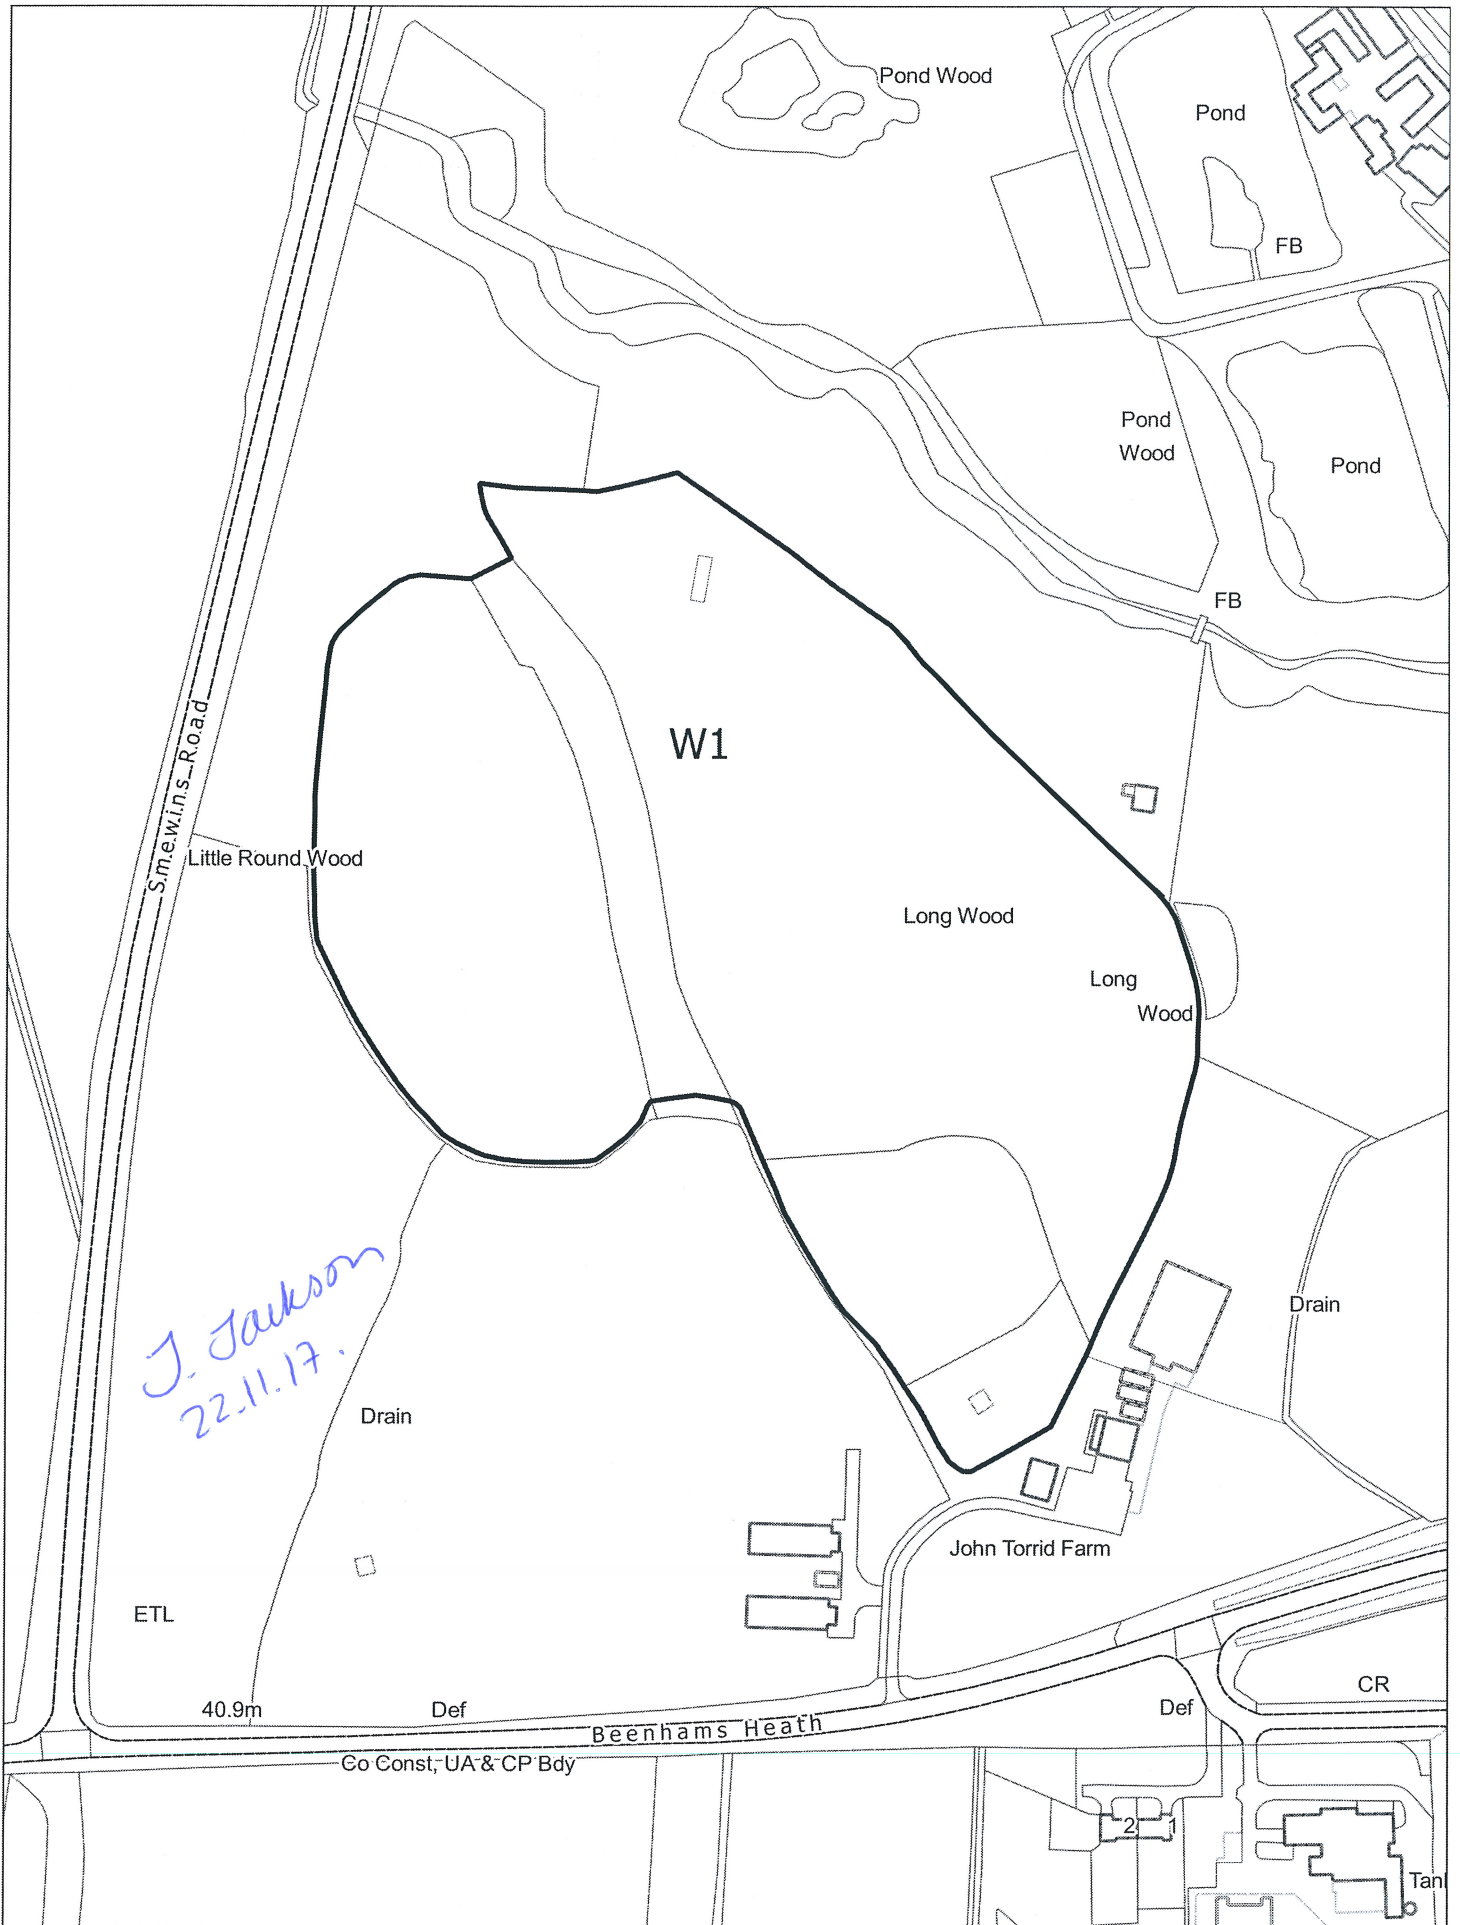 Pond Wood
Pond
FB
Pond
Wood
Pond
FB
W1
S.m.e.w.i.n.s. R.o.a.d
Little Round Wood
Long Wood
Long
Wood
J. Jackson
22.11.17.
Drain
Drain
John Torrid Farm
ETL
40.9m
Def
Def
CR
Beenhams Heath
Co Const, UA & CP Bdy
2
1
Tan